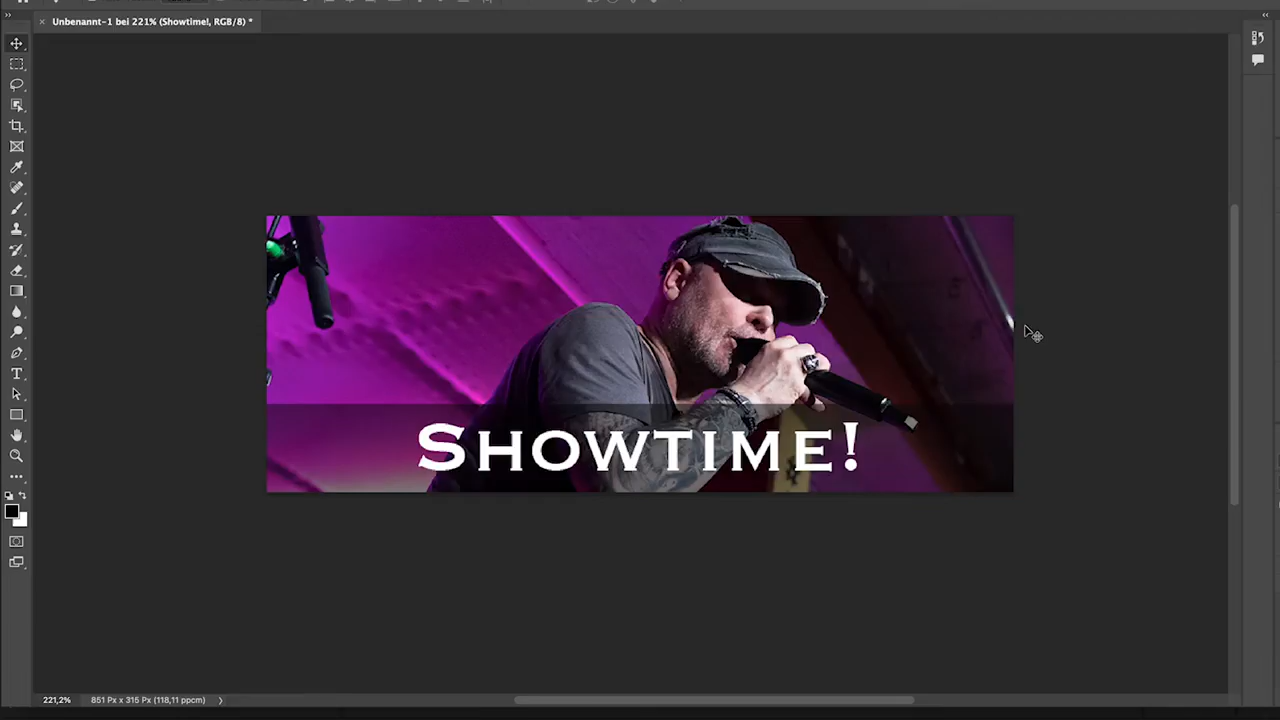 Unbenannt-1 bei 221% (Showtime!, RGB/8) *
Showtime!
221,2% 851 Px x 315 Px (118,11 ppcm)